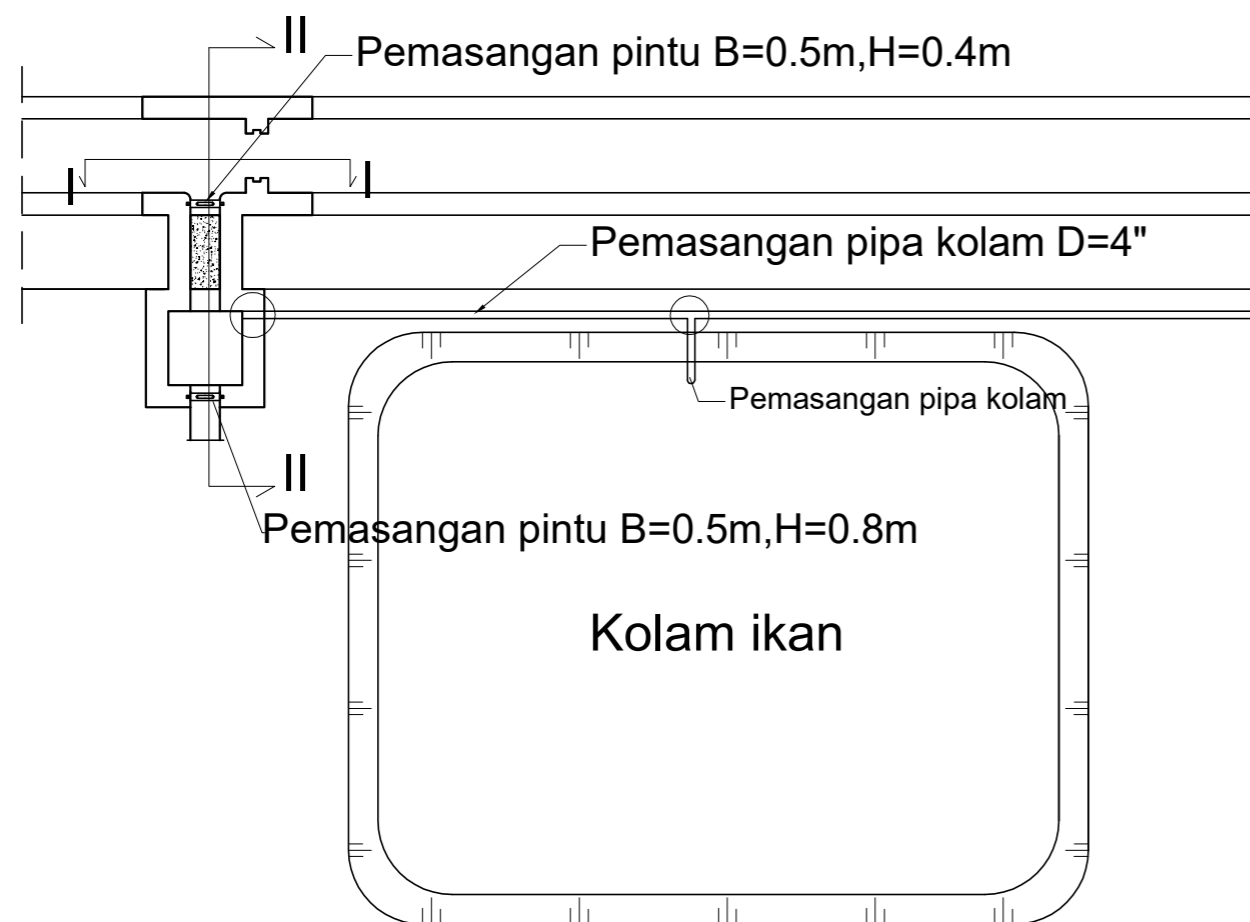 II
Pemasangan pintu B=0.5m,H=0.4m
I
I
Pemasangan pipa kolam D=4"
Pemasangan pipa kolam
II
Pemasangan pintu B=0.5m,H=0.8m
Kolam ikan